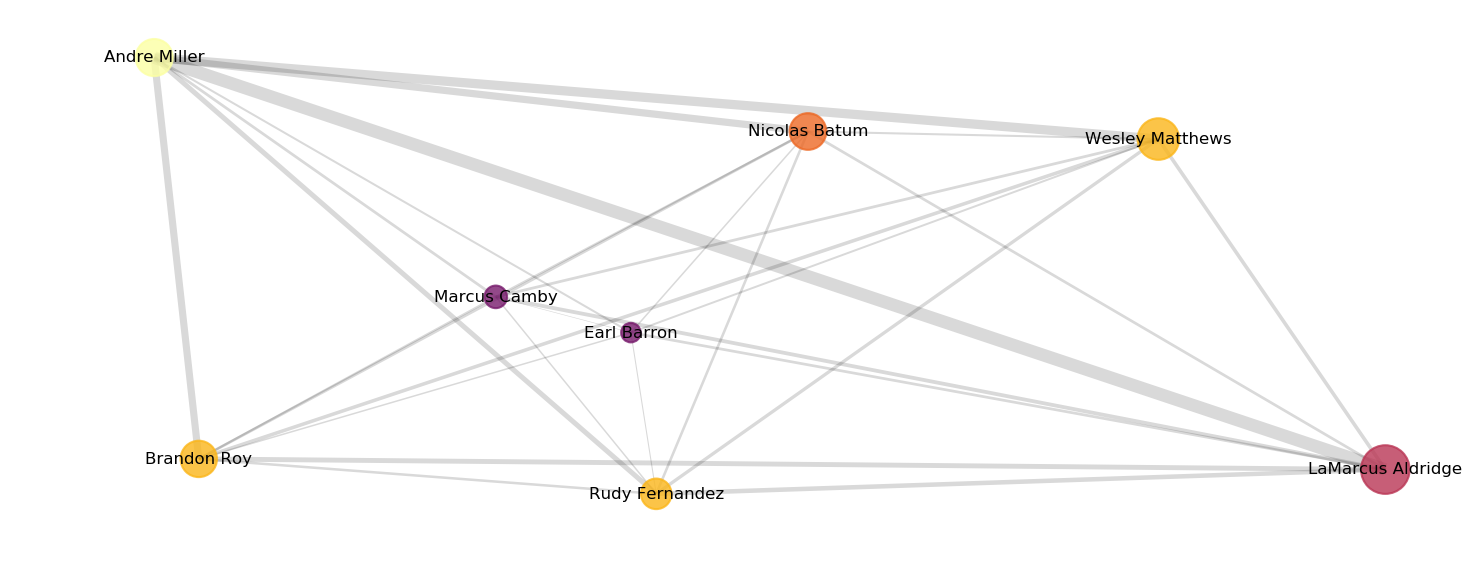 Andre Miller
Nicolas Batum
Wesley Matthews
Marcus Camby
Earl Barron
Brandon Roy
LaMarcus Aldridge
Rudy Fernandez